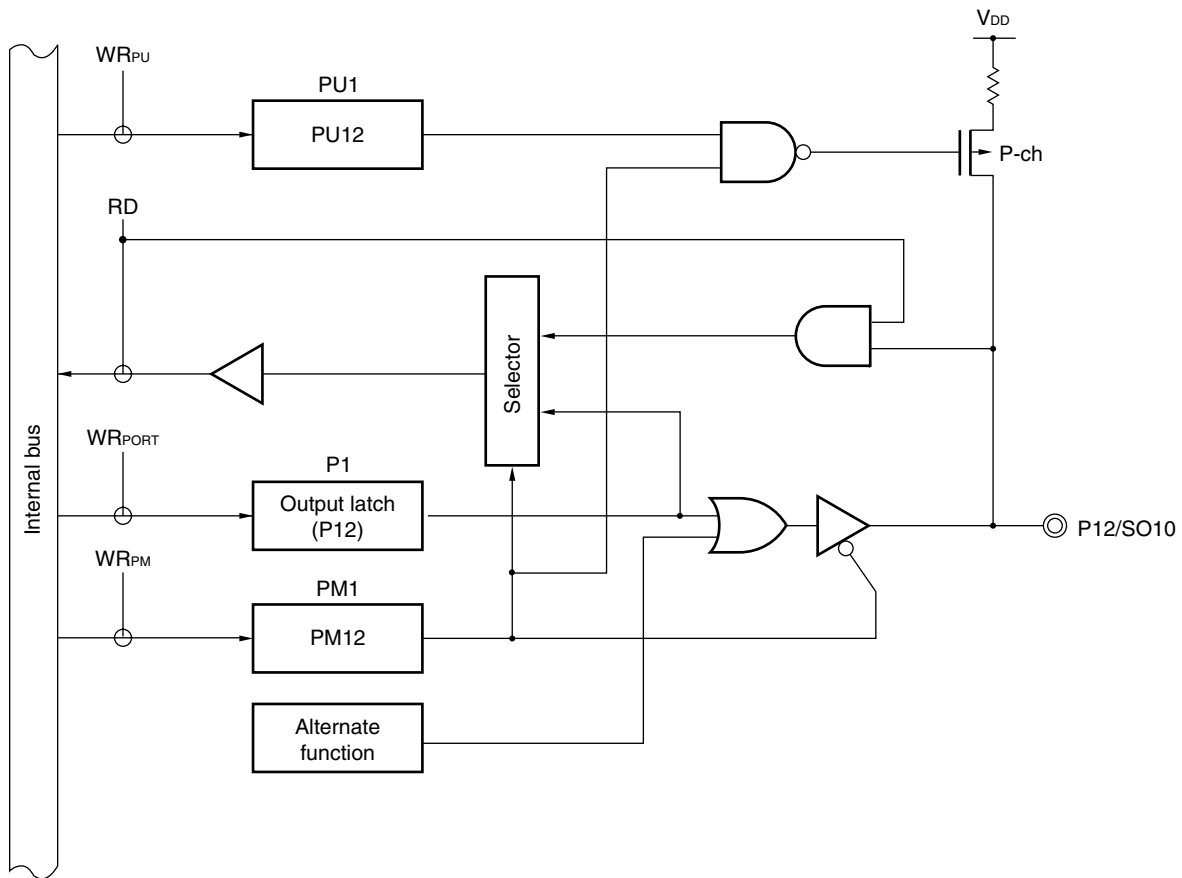 VDD
WRPU
PU1
PU12
P-ch
RD
Selector
Internal bus
WRPORT
P1
Output latch
(P12)
P12/SO10
WRPM
PM1
PM12
Alternate
function